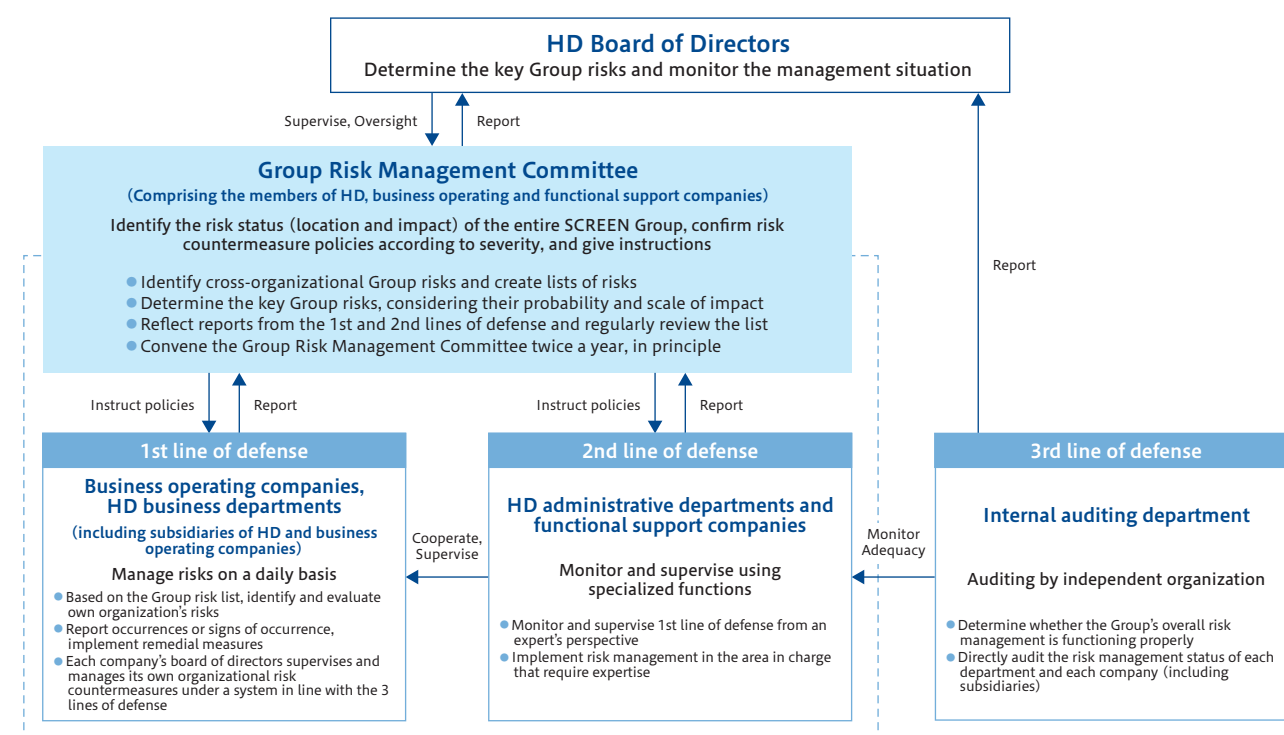 HD Board of Directors
Determine the key Group risks and monitor the management situation
Supervise, Oversight
Report
Group Risk Management Committee
(Comprising the members of HD, business operating and functional support companies)
Identify the risk status (location and impact) of the entire SCREEN Group, confirm risk
countermeasure policies according to severity, and give instructions
● Identify cross-organizational Group risks and create lists of risks
● Determine the key Group risks, considering their probability and scale of impact
● Reflect reports from the 1st and 2nd lines of defense and regularly review the list
● Convene the Group Risk Management Committee twice a year, in principle
Report
Instruct policies
Report
Instruct policies
Report
1st line of defense
Business operating companies,
HD business departments
(including subsidiaries of HD and business
operating companies)
Manage risks on a daily basis
● Based on the Group risk list, identify and evaluate
own organization's risks
● Report occurrences or signs of occurrence,
implement remedial measures
● Each company's board of directors supervises and
manages its own organizational risk
countermeasures under a system in line with the 3
lines of defense
Cooperate,
Supervise
2nd line of defense
HD administrative departments and
functional support companies
Monitor and supervise using
specialized functions
● Monitor and supervise 1st line of defense from an
expert's perspective
● Implement risk management in the area in charge
that require expertise
Monitor
Adequacy
3rd line of defense
Internal auditing department
Auditing by independent organization
● Determine whether the Group's overall risk
management is functioning properly
● Directly audit the risk management status of each
department and each company (including
subsidiaries)